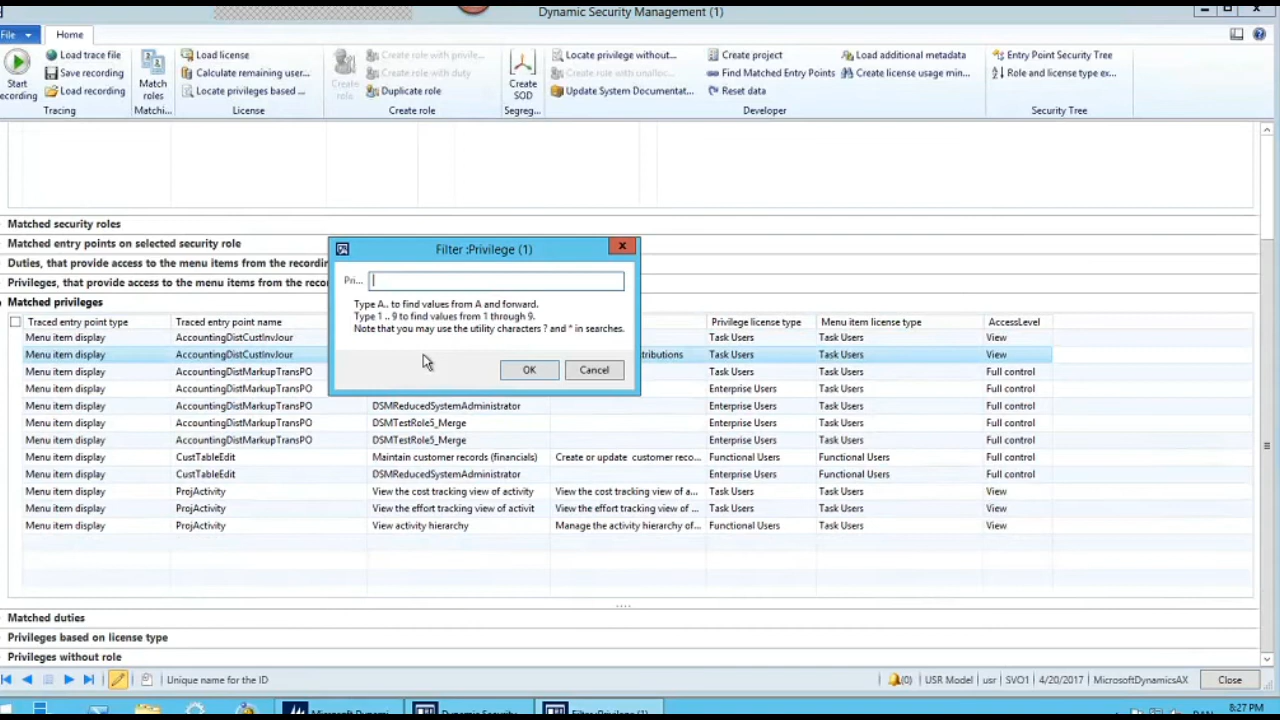 Dynamic Security Management (1)
File Home
Load trace file Load license Create role with privile... Locate privilege without... Create project Load additional metadata Entry Point Security Tree
Start Save recording Match Calculate remaining user... Create Create role with duty Create Create role with unalloc... Find Matched Entry Points Create license usage min... Role and license type ex...
ecording Load recording roles Locate privileges based ... role Duplicate role SOD Update System Documentat... Reset data
Tracing Matchi... License Create role Segreg... Developer Security Tree
Matched security roles
Matched entry points on selected security role
Duties, that provide access to the menu items from the recordin
Privileges, that provide access to the menu items from the recor
Matched privileges
Filter :Privilege (1)
Pri...
Type A.. to find values from A and forward.
Type 1 .. 9 to find values from 1 through 9.
Note that you may use the utility characters ? and * in searches.
OK Cancel
Traced entry point type Traced entry point name Privilege license type Menu item license type AccessLevel
Menu item display AccountingDistCustInvJour Task Users Task Users View
Menu item display AccountingDistCustInvJour tributions Task Users Task Users View
Menu item display AccountingDistMarkupTransPO Task Users Task Users Full control
Menu item display AccountingDistMarkupTransPO Enterprise Users Task Users Full control
Menu item display AccountingDistMarkupTransPO DSMReducedSystemAdministrator Enterprise Users Task Users Full control
Menu item display AccountingDistMarkupTransPO DSMTestRole5_Merge Enterprise Users Task Users Full control
Menu item display AccountingDistMarkupTransPO DSMTestRole5_Merge Enterprise Users Task Users Full control
Menu item display CustTableEdit Maintain customer records (financials) Create or update customer reco... Functional Users Functional Users Full control
Menu item display CustTableEdit DSMReducedSystemAdministrator Enterprise Users Functional Users Full control
Menu item display ProjActivity View the cost tracking view of activity View the cost tracking view of a... Task Users Task Users View
Menu item display ProjActivity View the effort tracking view of activit View the effort tracking view of ... Task Users Task Users View
Menu item display ProjActivity View activity hierarchy Manage the activity hierarchy of... Functional Users Task Users View
Matched duties
Privileges based on license type
Privileges without role
Unique name for the ID (0) USR Model usr SVO1 4/20/2017 MicrosoftDynamicsAX Close
8:27 PM